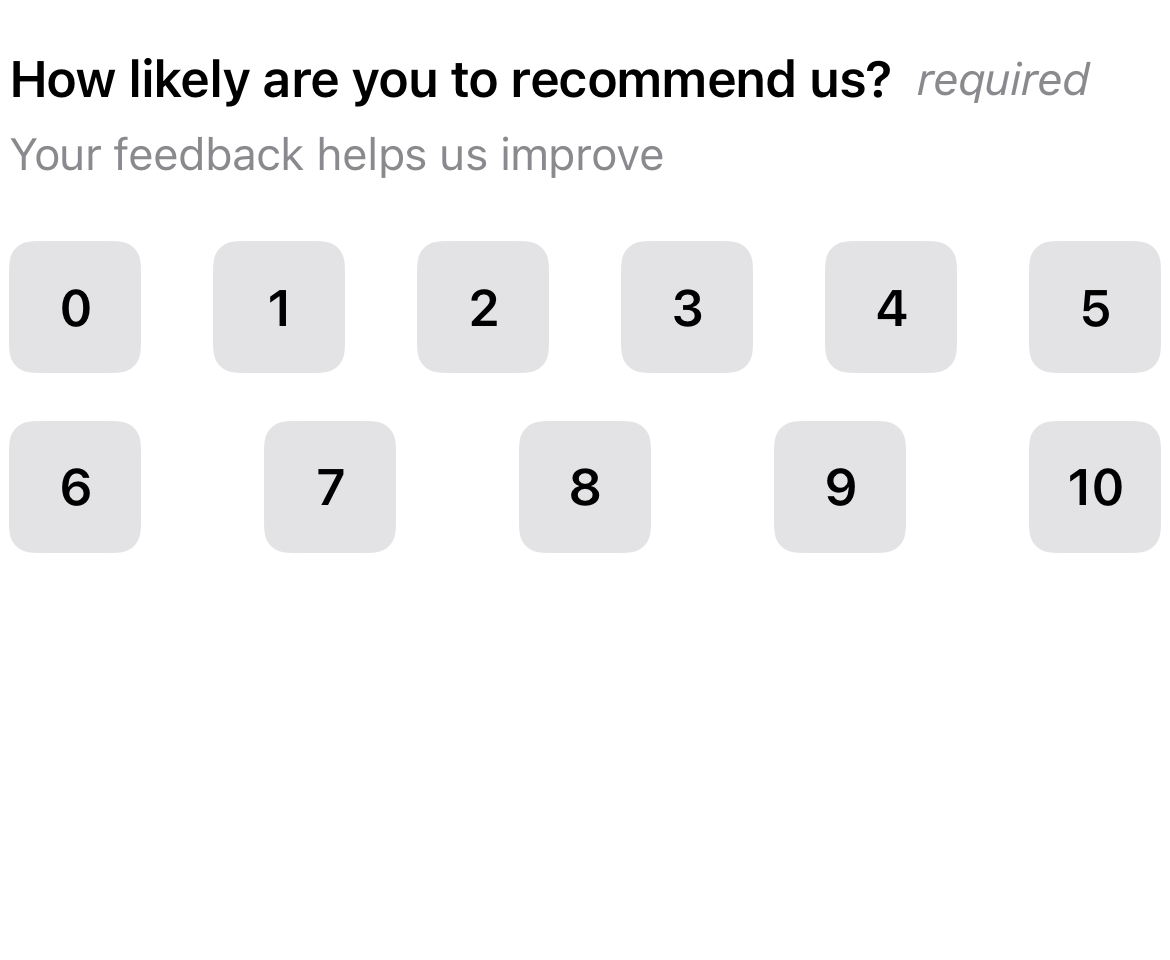 How likely are you to recommend us? required
Your feedback helps us improve
0 1 2 3 4 5
6 7 8 9 10